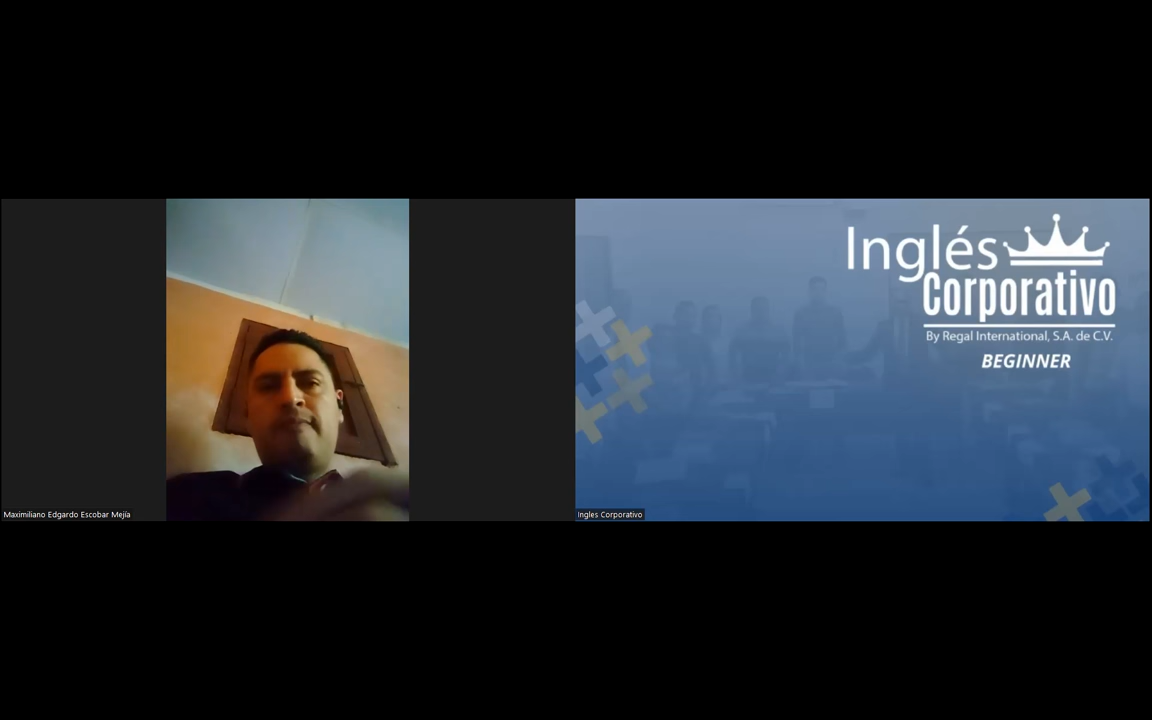 Inglés
Corporativo
By Regal International, S.A. de C.V.
BEGINNER
Maximiliano Edgardo Escobar Mejía
Ingles Corporativo